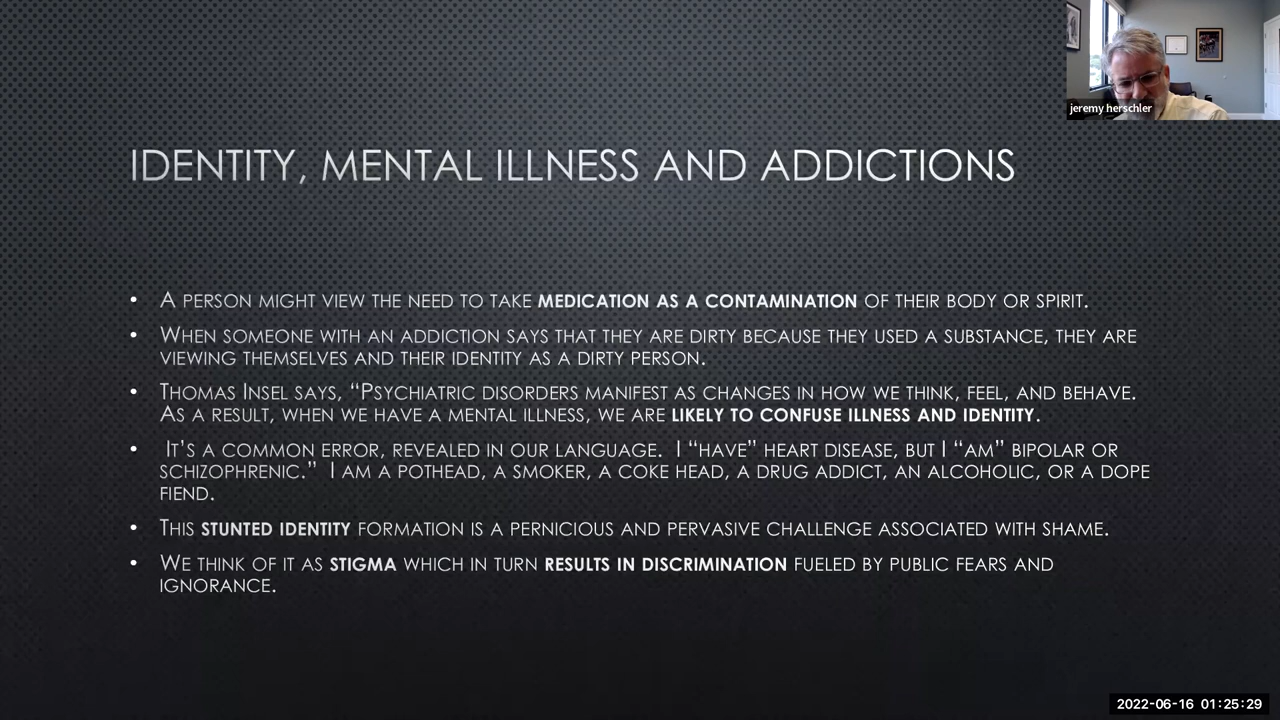 jeremy herschler
IDENTITY, MENTAL ILLNESS AND ADDICTIONS
• A PERSON MIGHT VIEW THE NEED TO TAKE MEDICATION AS A CONTAMINATION OF THEIR BODY OR SPIRIT.
• WHEN SOMEONE WITH AN ADDICTION SAYS THAT THEY ARE DIRTY BECAUSE THEY USED A SUBSTANCE, THEY ARE
VIEWING THEMSELVES AND THEIR IDENTITY AS A DIRTY PERSON.
• THOMAS INSEL SAYS, “PSYCHIATRIC DISORDERS MANIFEST AS CHANGES IN HOW WE THINK, FEEL, AND BEHAVE.
AS A RESULT, WHEN WE HAVE A MENTAL ILLNESS, WE ARE LIKELY TO CONFUSE ILLNESS AND IDENTITY.
• IT’S A COMMON ERROR, REVEALED IN OUR LANGUAGE. I “HAVE” HEART DISEASE, BUT I “AM” BIPOLAR OR
SCHIZOPHRENIC.” I AM A POTHEAD, A SMOKER, A COKE HEAD, A DRUG ADDICT, AN ALCOHOLIC, OR A DOPE
FIEND.
• THIS STUNTED IDENTITY FORMATION IS A PERNICIOUS AND PERVASIVE CHALLENGE ASSOCIATED WITH SHAME.
• WE THINK OF IT AS STIGMA WHICH IN TURN RESULTS IN DISCRIMINATION FUELED BY PUBLIC FEARS AND
IGNORANCE.
2022-06-16 01:25:29